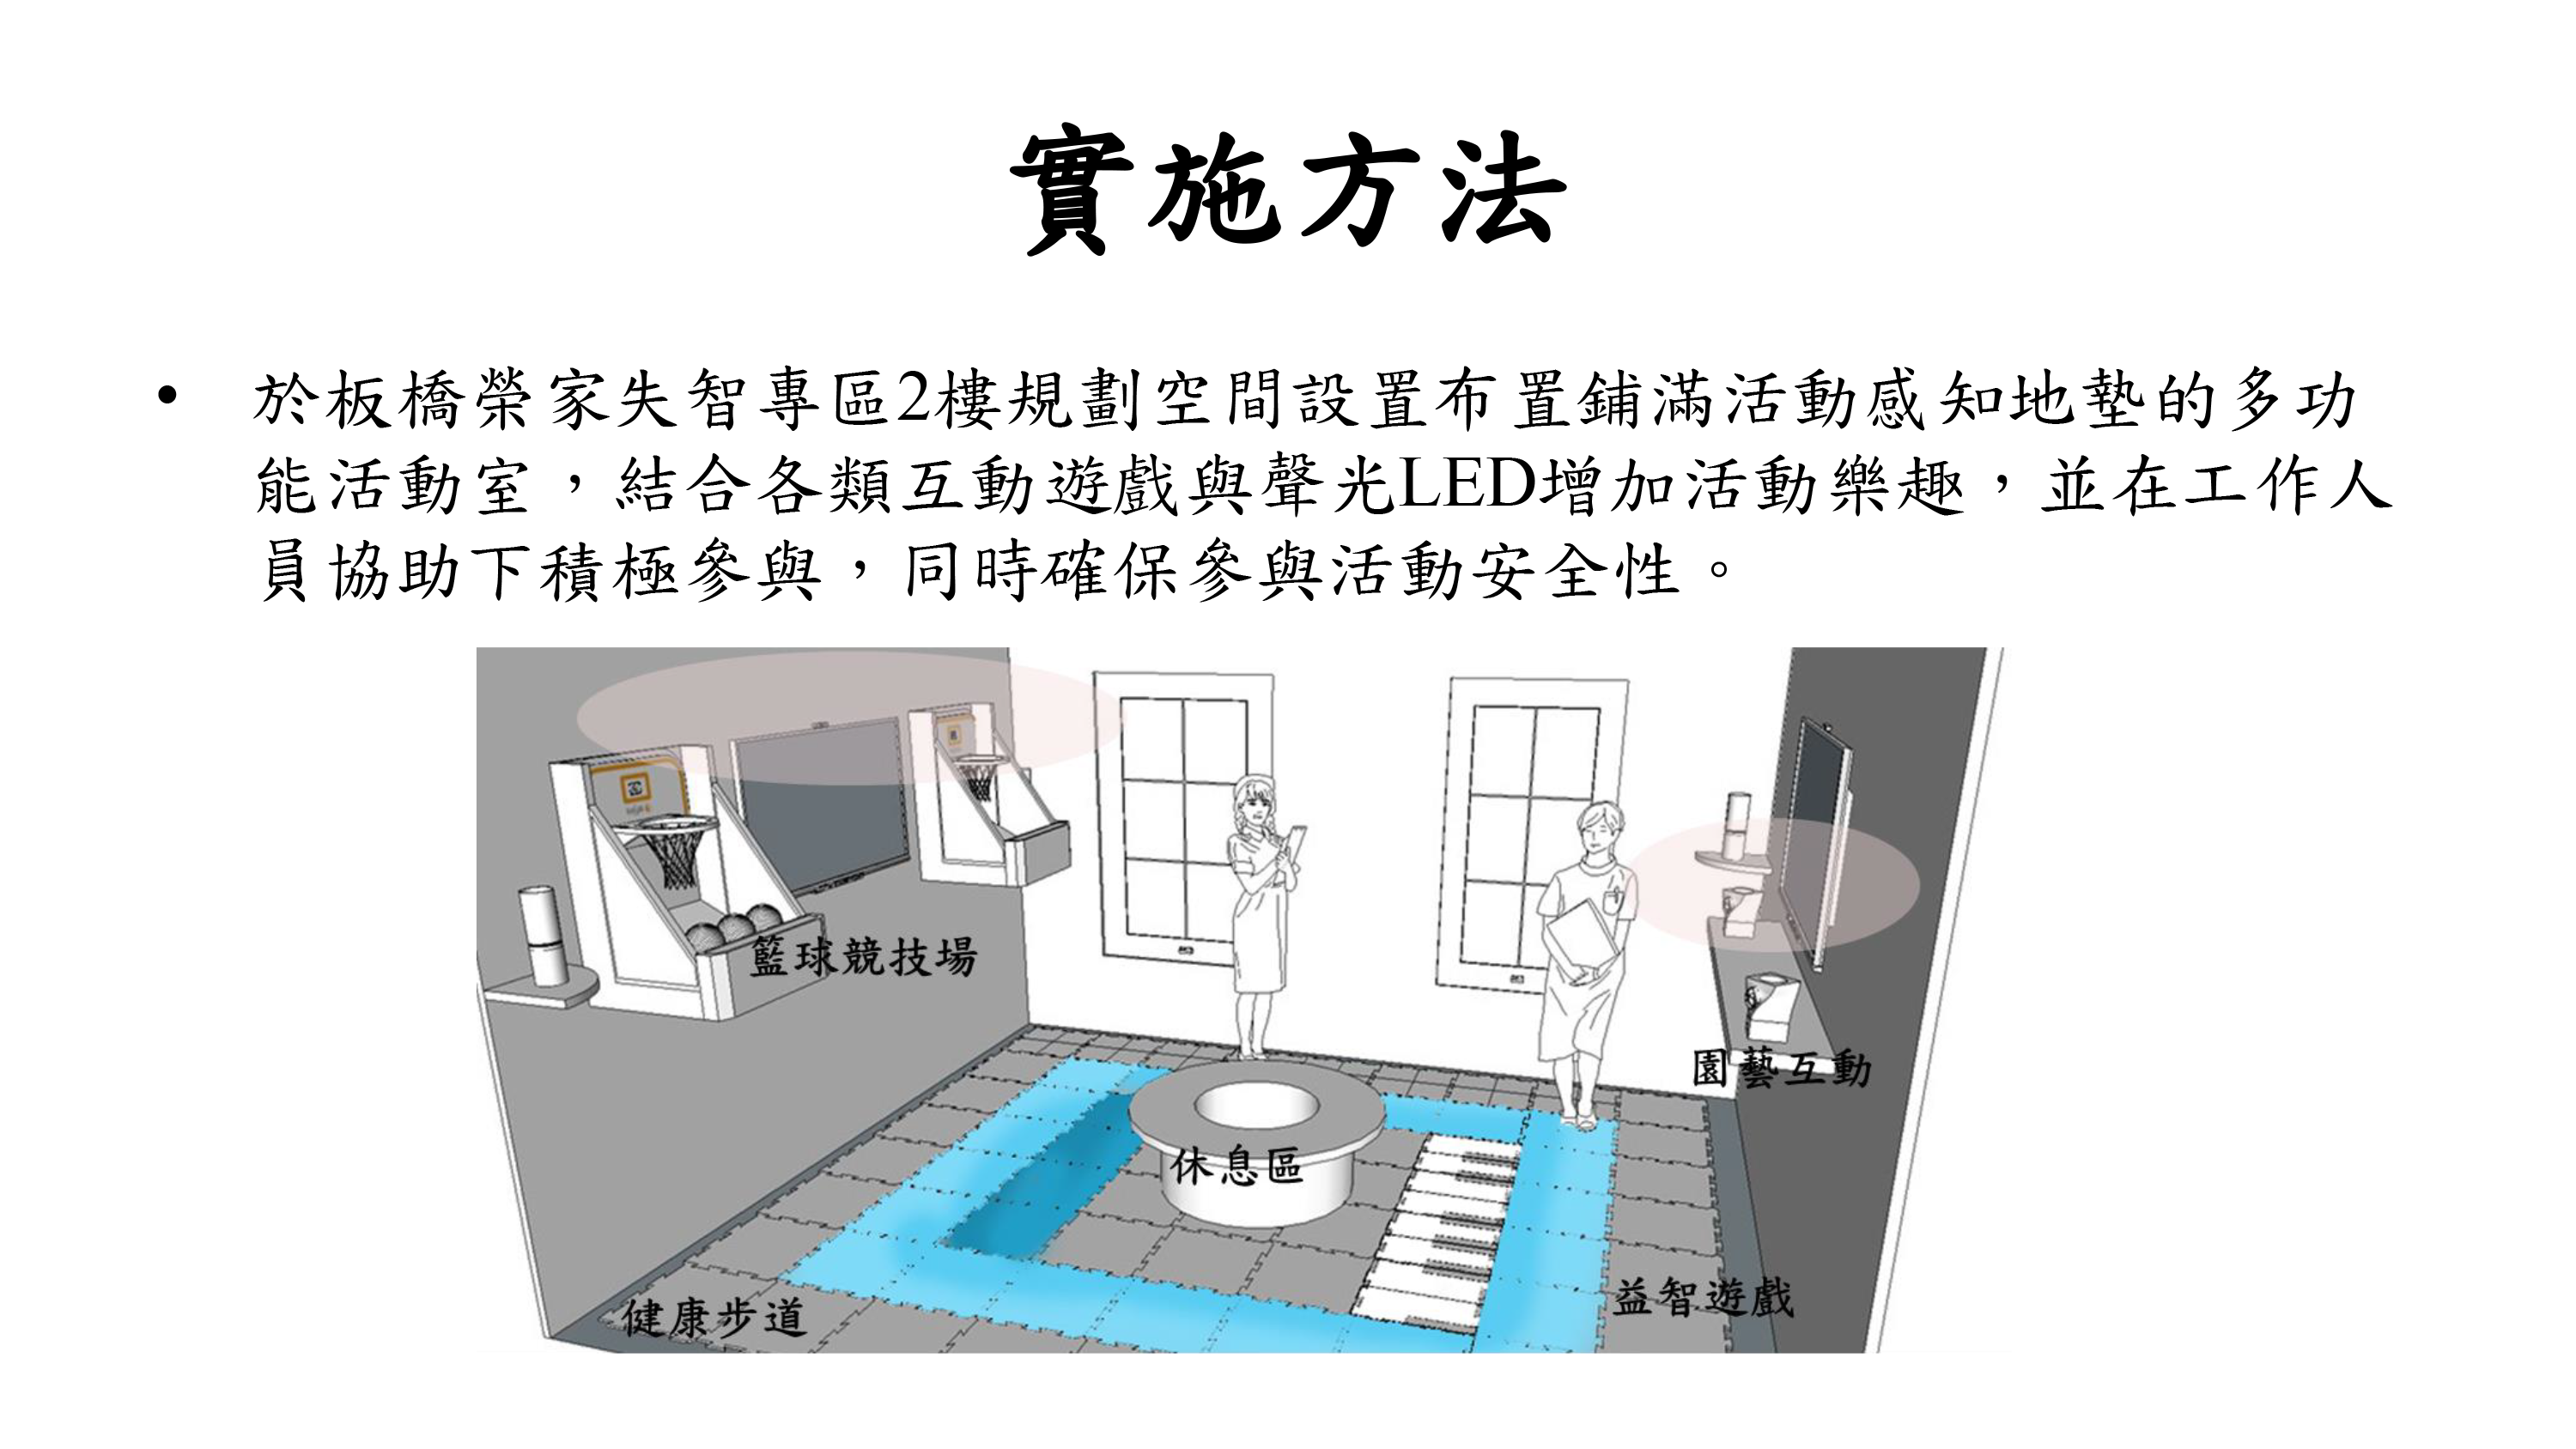 實施方法
• 於板橋榮家失智專區2樓規劃空間設置布置鋪滿活動感知地墊的多功
能活動室，結合各類互動遊戲與聲光LED增加活動樂趣，並在工作人
員協助下積極參與，同時確保參與活動安全性。
籃球競技場
園藝互動
休息區
益智遊戲
健康步道